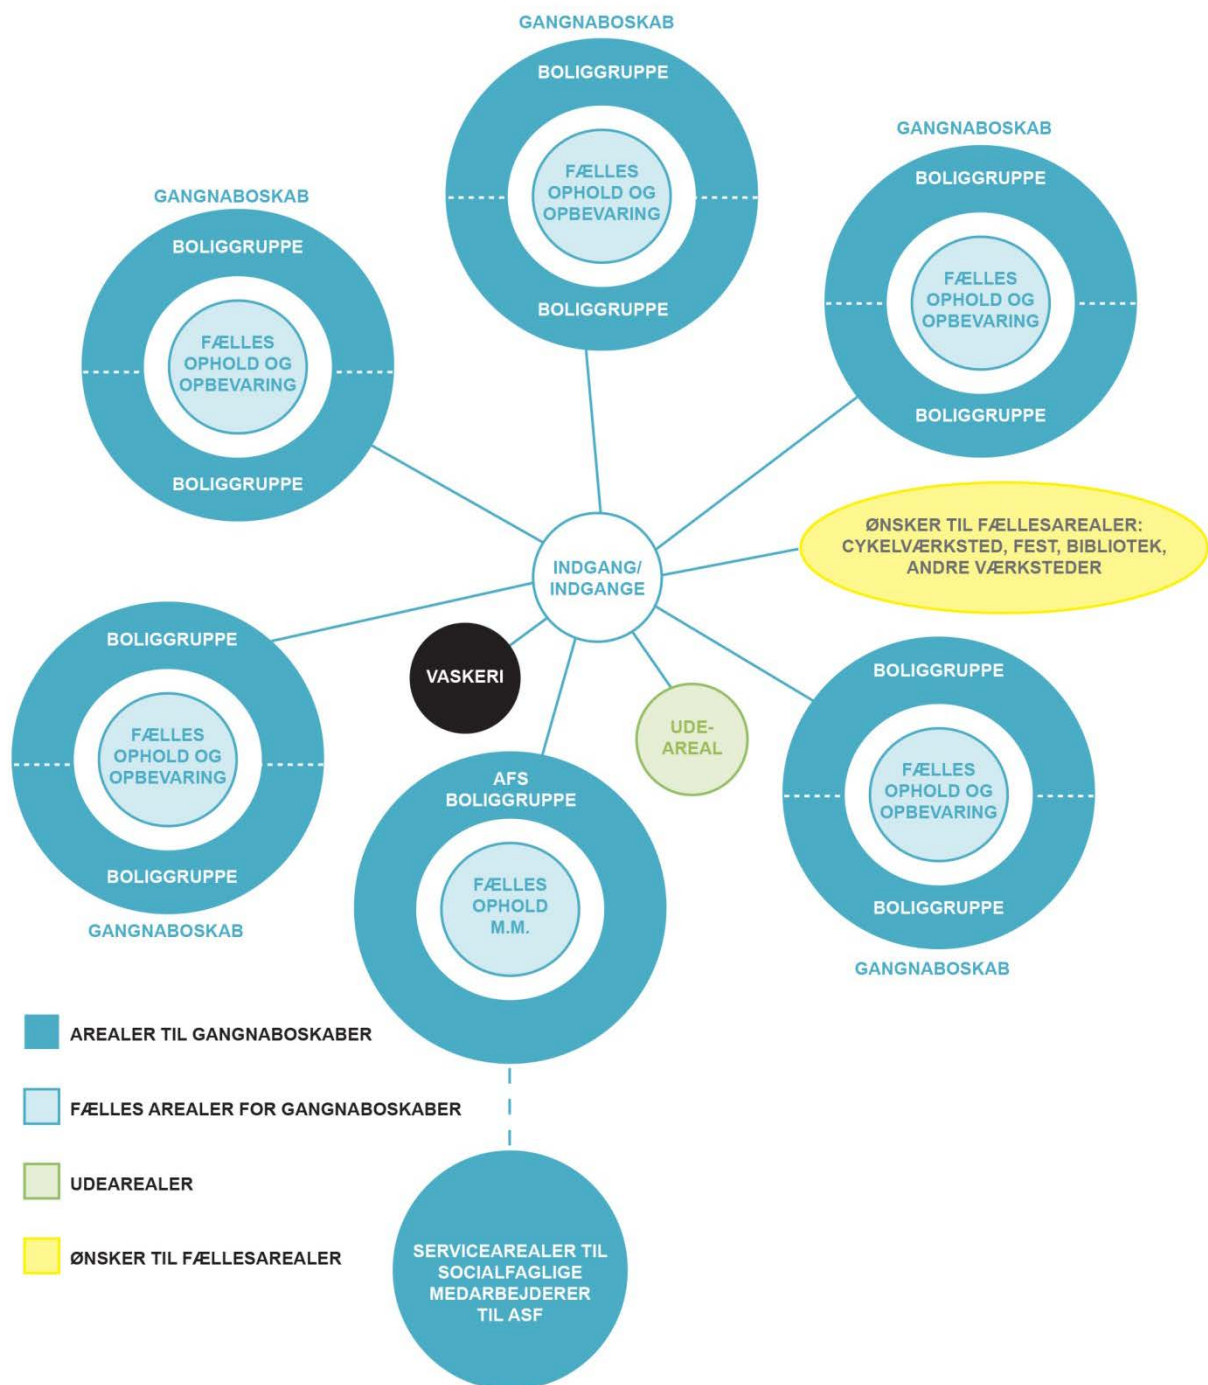 GANGNABOSKAB
BOLIGGRUPPE
FÆLLES
OPHOLD OG
OPBEVARING
BOLIGGRUPPE
GANGNABOSKAB
BOLIGGRUPPE
FÆLLES
OPHOLD OG
OPBEVARING
BOLIGGRUPPE
GANGNABOSKAB
BOLIGGRUPPE
FÆLLES
OPHOLD OG
OPBEVARING
BOLIGGRUPPE
ØNSKER TIL FÆLLESAREALER:
CYKELVÆRKSTED, FEST, BIBLIOTEK,
ANDRE VÆRKSTEDER
INDGANG/
INDGANGE
BOLIGGRUPPE
FÆLLES
OPHOLD OG
OPBEVARING
BOLIGGRUPPE
GANGNABOSKAB
VASKERI
UDE-
AREAL
BOLIGGRUPPE
FÆLLES
OPHOLD OG
OPBEVARING
BOLIGGRUPPE
GANGNABOSKAB
AFS
BOLIGGRUPPE
FÆLLES
OPHOLD
M.M.
AREALER TIL GANGNABOSKABER
FÆLLES AREALER FOR GANGNABOSKABER
UDEAREALER
ØNSKER TIL FÆLLESAREALER
SERVICEAREALER TIL
SOCIALFAGLIGE
MEDARBEJDERER
TIL ASF